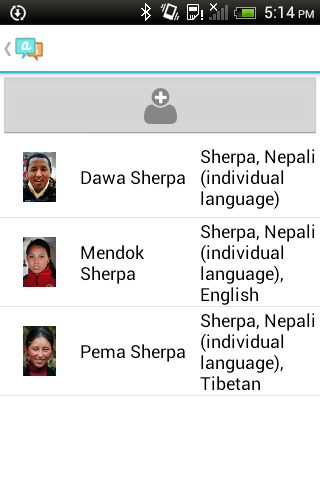 5:14 PM
a
Dawa Sherpa
Sherpa, Nepali
(individual
language)
Mendok
Sherpa
Sherpa, Nepali
(individual
language),
English
Pema Sherpa
Sherpa, Nepali
(individual
language),
Tibetan